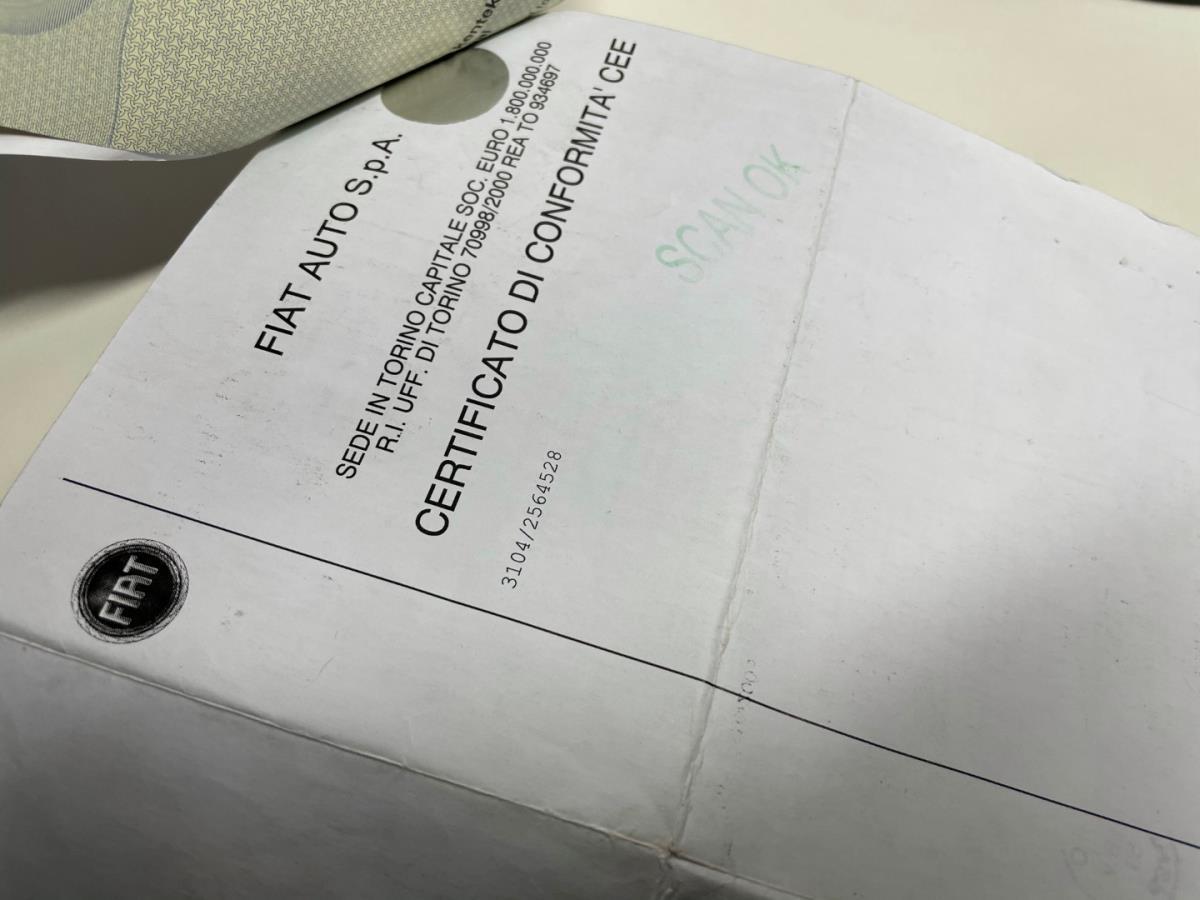 FIAT AUTO S.p.A.
SEDE IN TORINO CAPITALE SOC. EURO 1.800.000.000
R.I. UFF. DI TORINO 70998/2000 REA TO 934697
CERTIFICATO DI CONFORMITA' CEE
3104/2564528
SCAN OK
FIAT